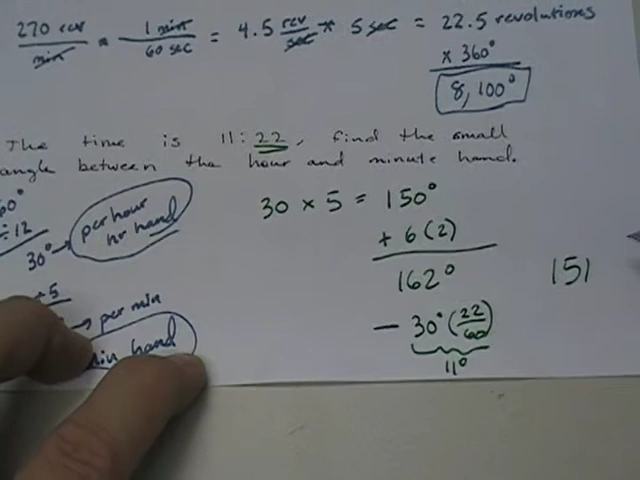 270 rev/min * 1 min/60 sec = 4.5 rev/sec * 5 sec = 22.5 revolutions
x 360°
8,100°
The time is 11:22, find the small
angle between the hour and minute hand.
÷12
30° → per hour
hr hand
÷5
→ per min
min hand
30 x 5 = 150°
+ 6(2)
162°
- 30°(22/60)
11°
151